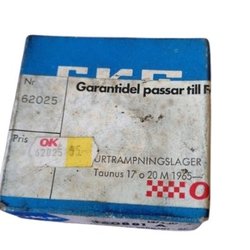 SKF
Garantidel passar till F
Nr
62025
Pris
OK
62025
URTRAMPNINGSLAGER
Taunus 17 o 20 M 1965—
O